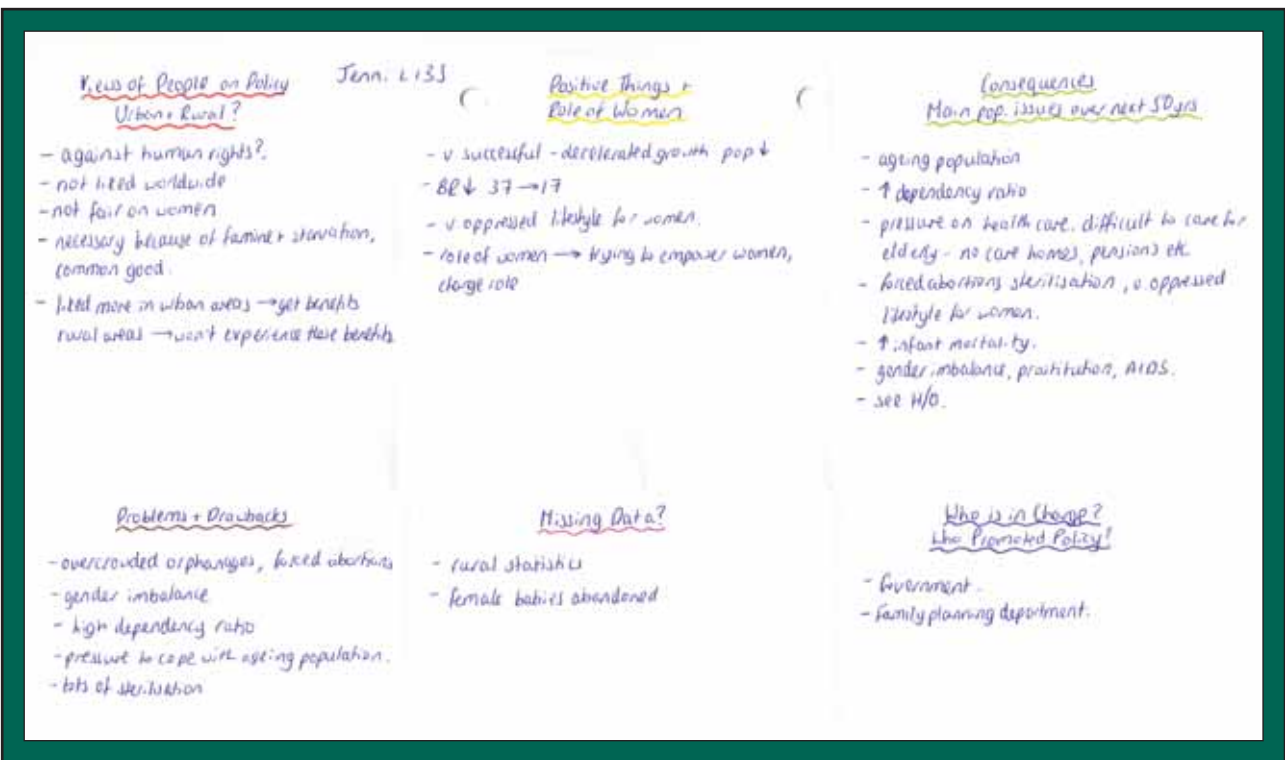 Views of People on Policy
Urban + Rural?
Jenni L13J
- against human rights?
- not liked worldwide
- not fair on women
- necessary because of famine + starvation,
common good.
- liked more in urban areas → get benefits
rural areas → won't experience these benefits
Positive Things +
Role of Women
- v successful - decelerated growth pop ↓
- BR ↓ 37 → 17
- v. oppressed lifestyle for women.
- role of women → trying to empower women,
change role
Consequences
Main pop. issues over next 50 yrs
- ageing population
- ↑ dependency ratio
- pressure on health care. difficult to care for
elderly - no care homes, pensions etc.
- forced abortions sterilisation, v. oppressed
lifestyle for women.
- ↑ infant mortality.
- gender imbalance, prostitution, AIDS.
- see H/O.
Problems + Drawbacks
- overcrowded orphanages, forced abortions
- gender imbalance
- high dependency ratio
- pressure to cope with ageing population.
- lots of sterilisation
Missing Data?
- rural statistics
- female babies abandoned
Who is in Charge?
Who Promoted Policy?
- Government.
- Family planning department.